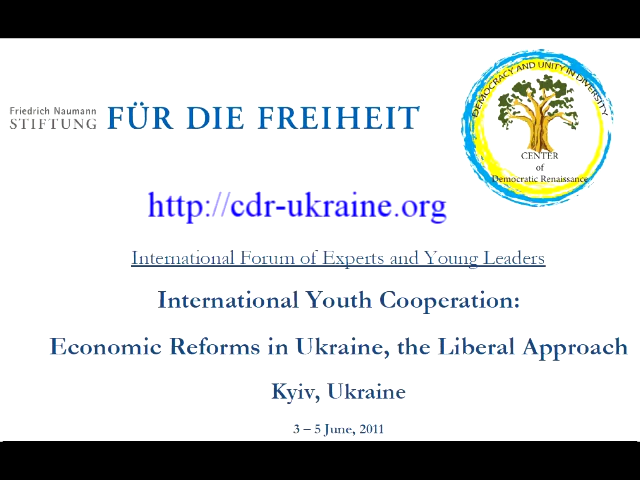 Friedrich Naumann
STIFTUNG FÜR DIE FREIHEIT
DEMOCRACY AND UNITY IN DIVERSITY
CENTER
of
Democratic Renaissance
http://cdr-ukraine.org
International Forum of Experts and Young Leaders
International Youth Cooperation:
Economic Reforms in Ukraine, the Liberal Approach
Kyiv, Ukraine
3 – 5 June, 2011